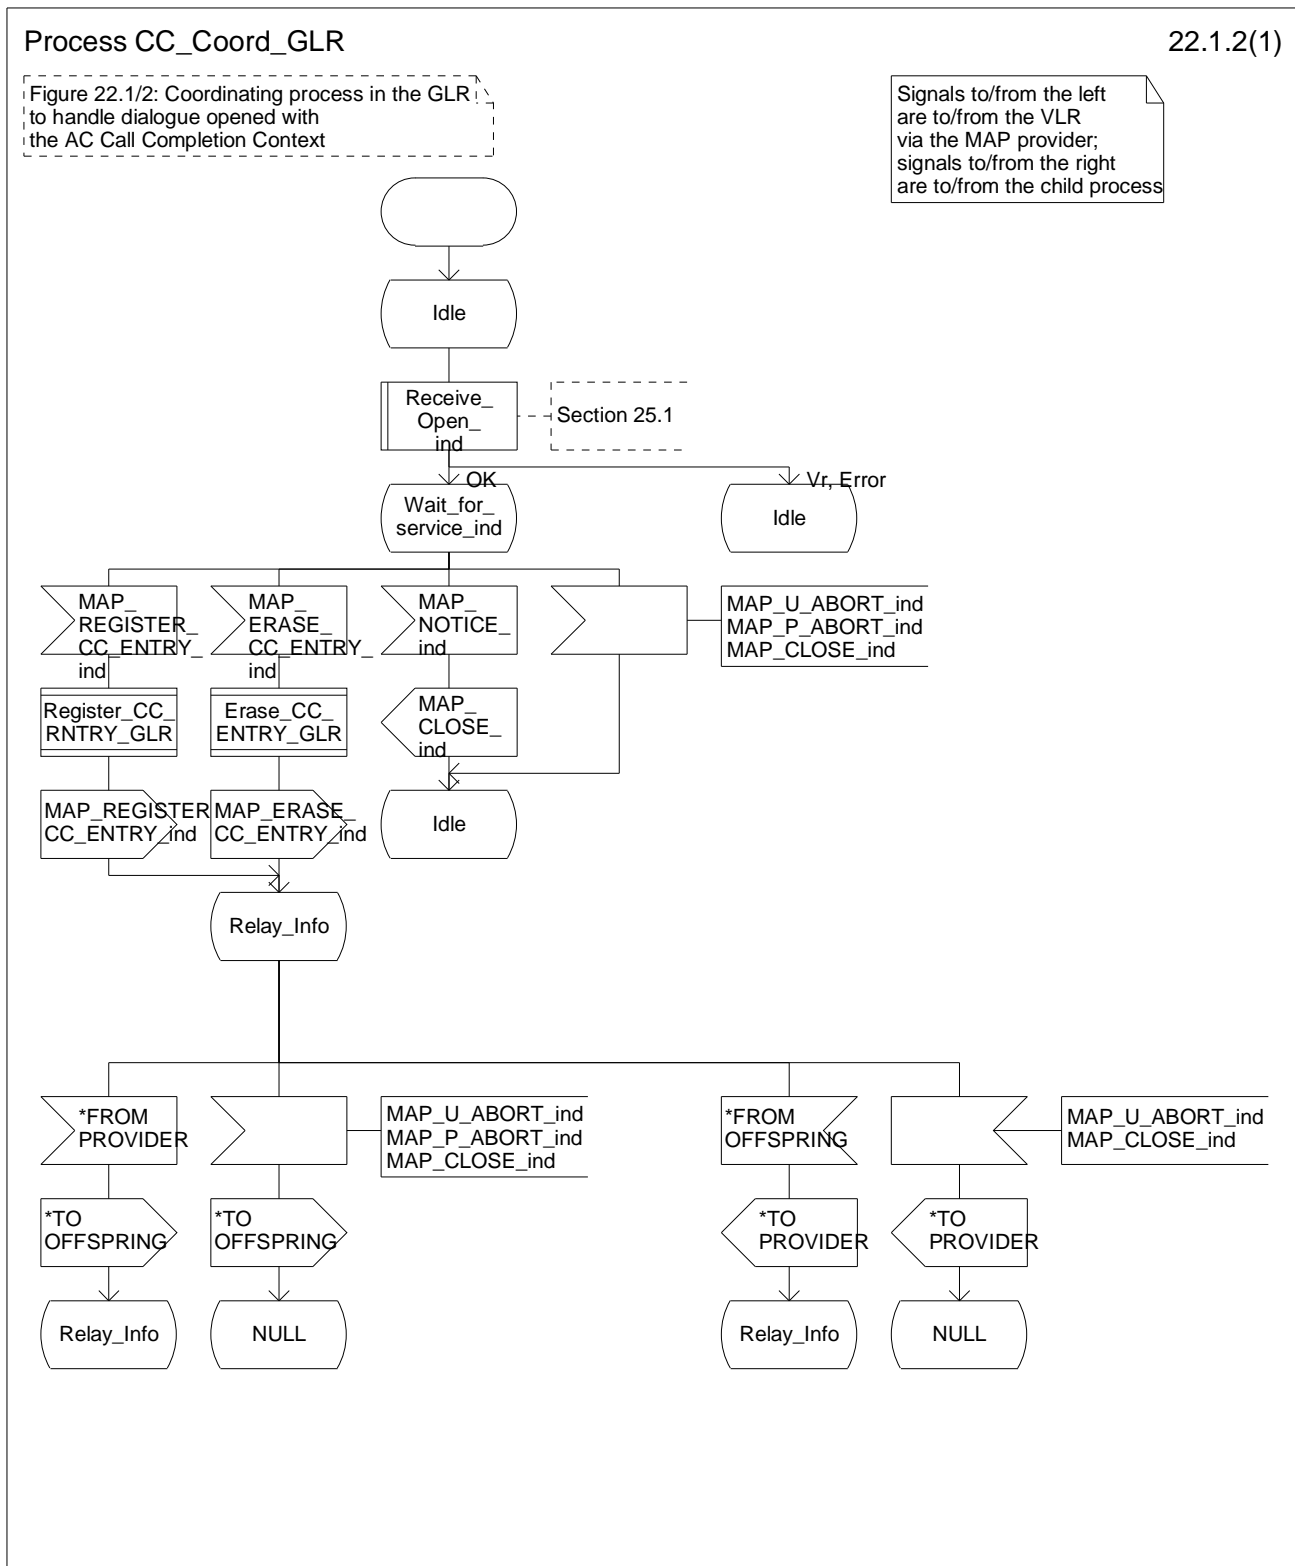 Process CC_Coord_GLR
22.1.2(1)
Figure 22.1/2: Coordinating process in the GLR
to handle dialogue opened with
the AC Call Completion Context
Signals to/from the left
are to/from the VLR
via the MAP provider;
signals to/from the right
are to/from the child process
Idle
Receive_
Open_
ind
Section 25.1
OK
Vr, Error
Wait_for_
service_ind
Idle
MAP_
REGISTER_
CC_ENTRY_
ind
MAP_
ERASE_
CC_ENTRY_
ind
MAP_
NOTICE_
ind
MAP_U_ABORT_ind
MAP_P_ABORT_ind
MAP_CLOSE_ind
Register_CC_
RNTRY_GLR
Erase_CC_
ENTRY_GLR
MAP_
CLOSE_
ind
MAP_REGISTER
CC_ENTRY_ind
MAP_ERASE_
CC_ENTRY_ind
Idle
Relay_Info
*FROM
PROVIDER
MAP_U_ABORT_ind
MAP_P_ABORT_ind
MAP_CLOSE_ind
*FROM
OFFSPRING
MAP_U_ABORT_ind
MAP_CLOSE_ind
*TO
OFFSPRING
*TO
OFFSPRING
*TO
PROVIDER
*TO
PROVIDER
Relay_Info
NULL
Relay_Info
NULL